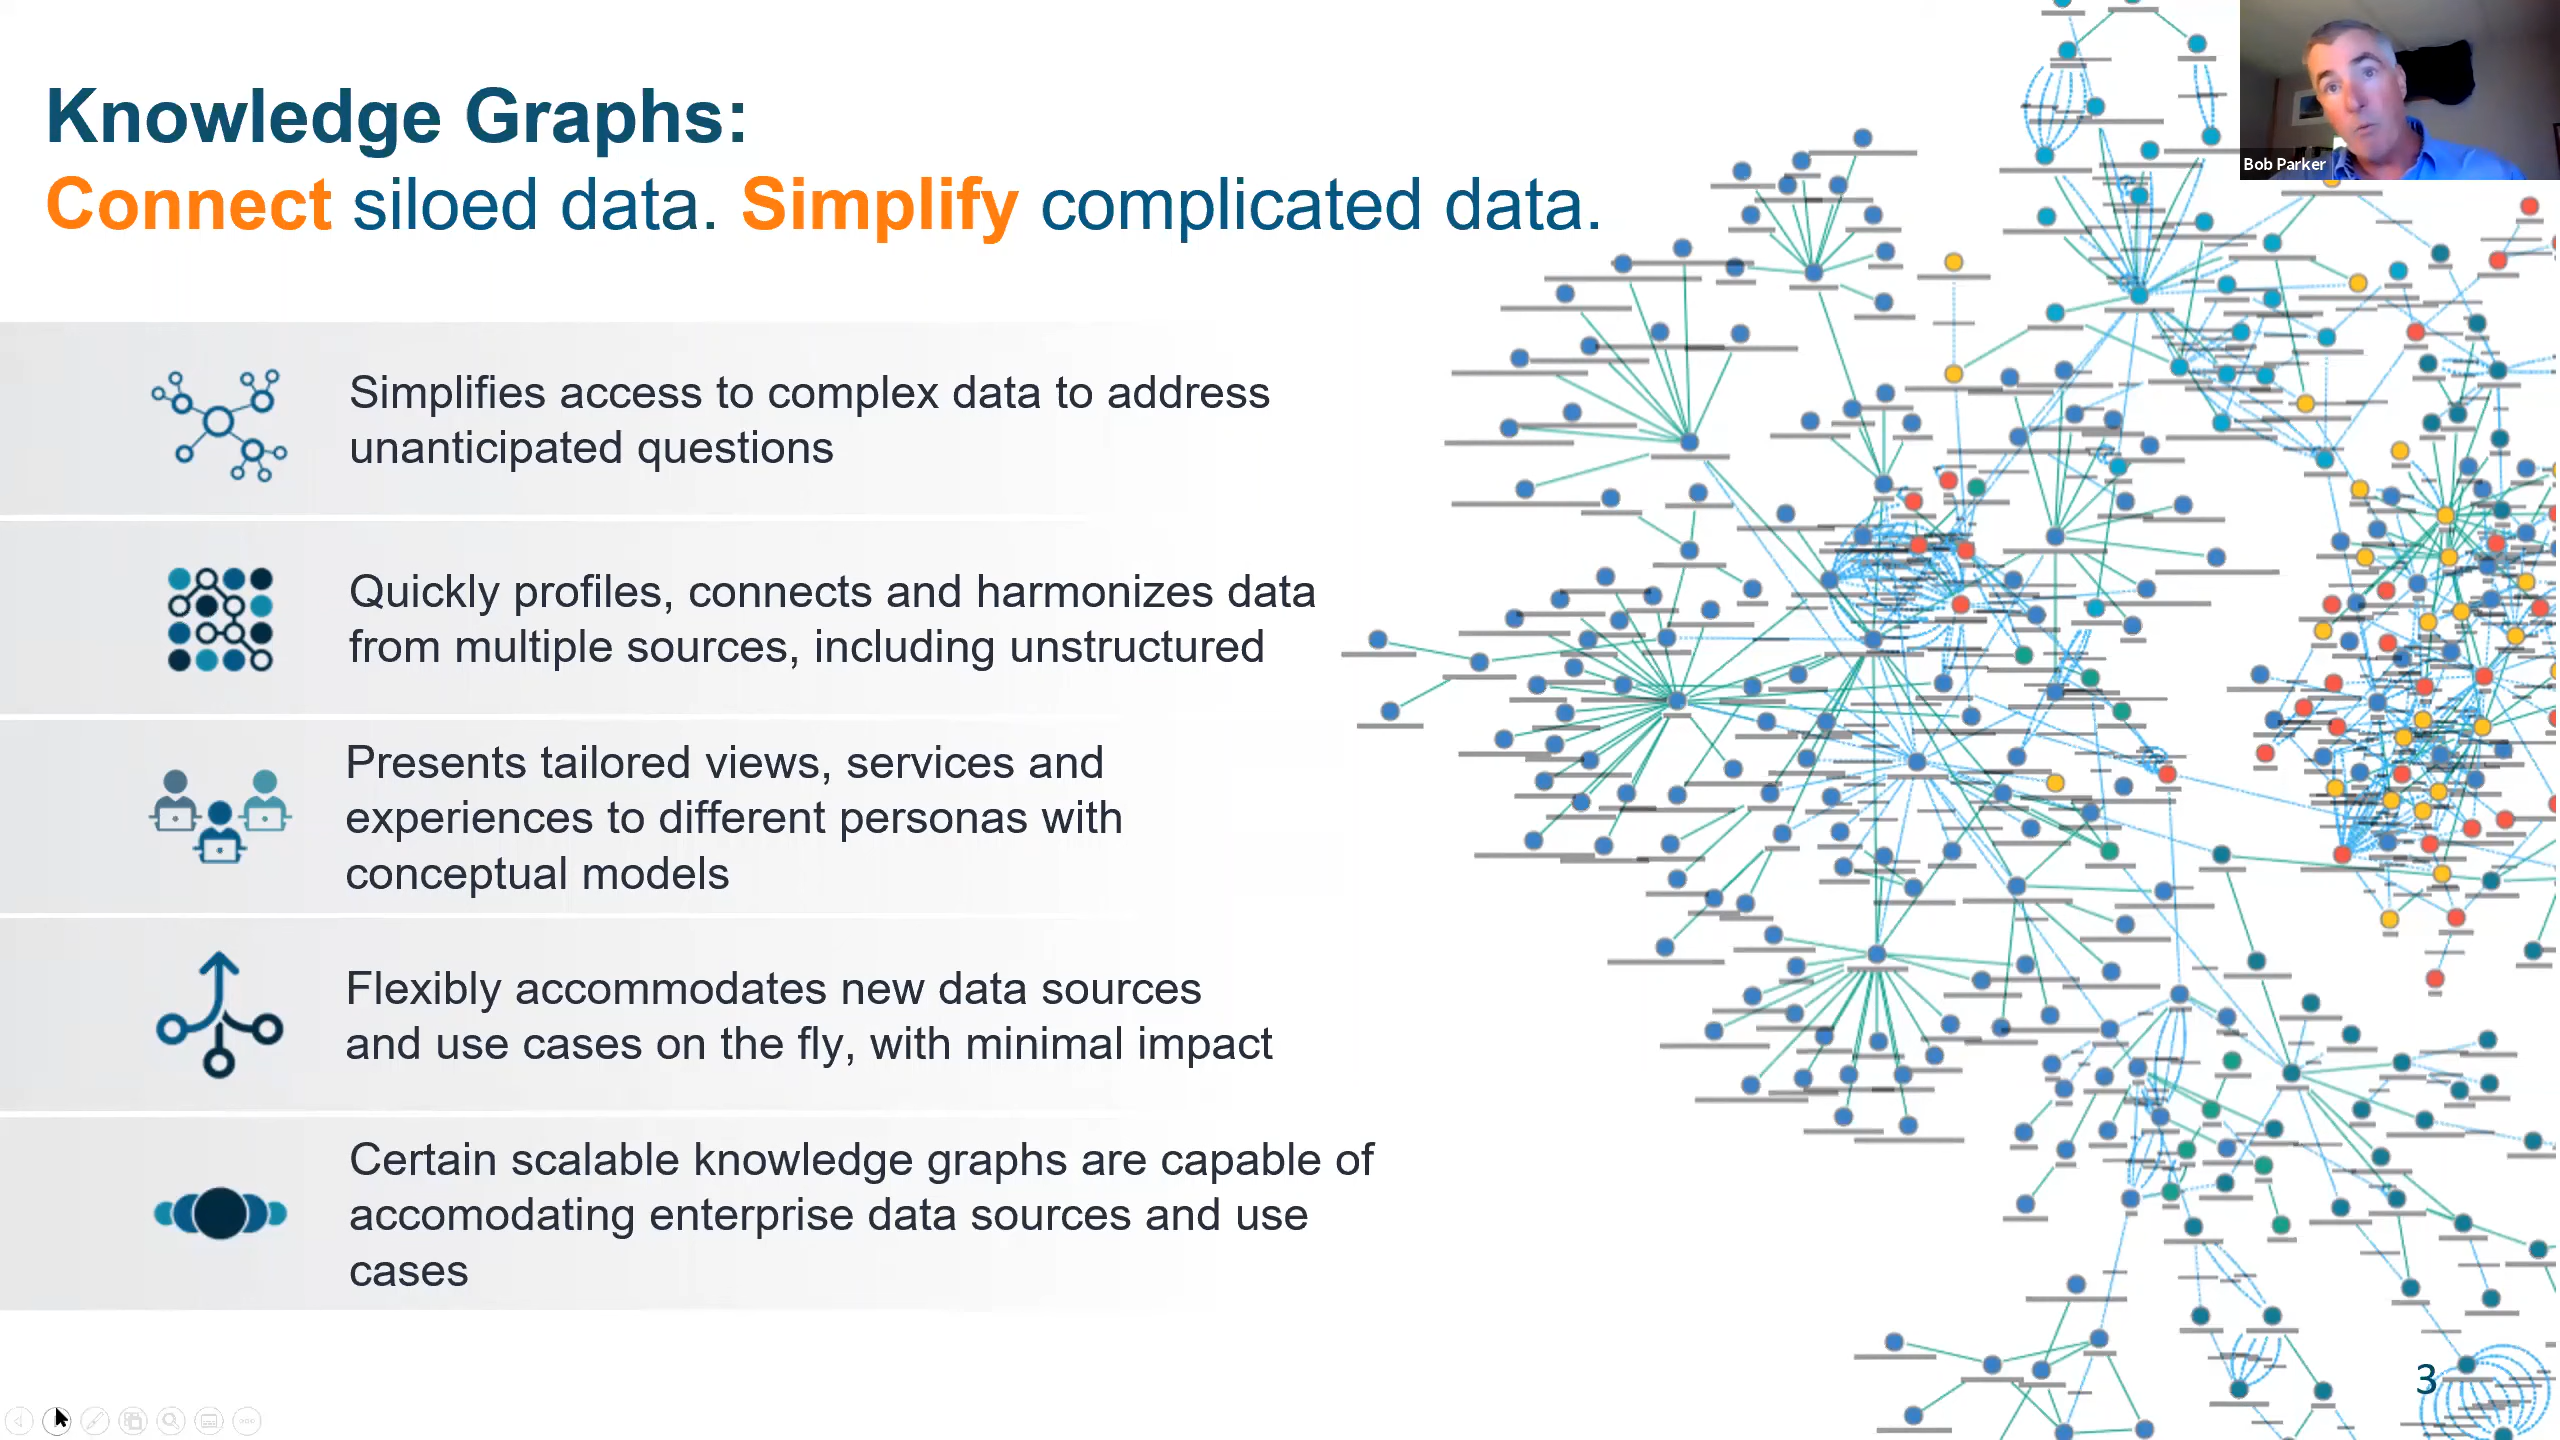 Knowledge Graphs:
Connect siloed data. Simplify complicated data.
Simplifies access to complex data to address
unanticipated questions
Quickly profiles, connects and harmonizes data
from multiple sources, including unstructured
Presents tailored views, services and
experiences to different personas with
conceptual models
Flexibly accommodates new data sources
and use cases on the fly, with minimal impact
Certain scalable knowledge graphs are capable of
accomodating enterprise data sources and use
cases
Bob Parker
3